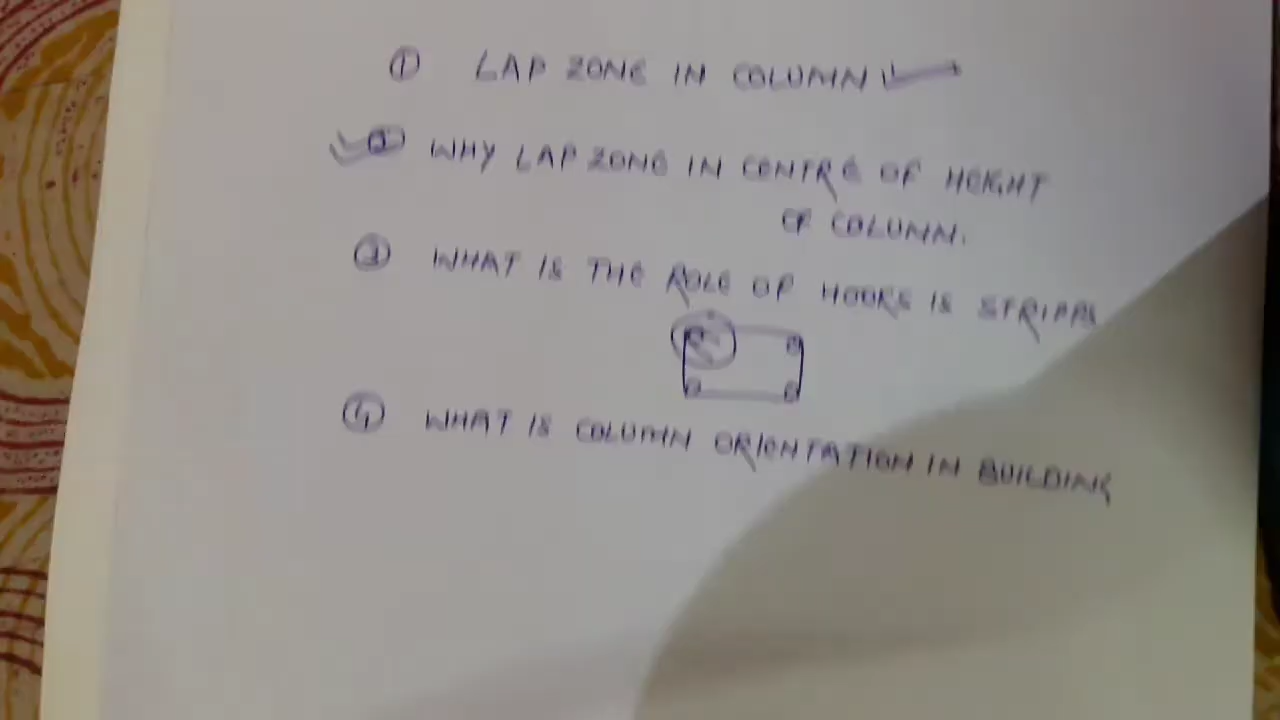 ① LAP ZONE IN COLUMN
② WHY LAP ZONE IN CENTRE OF HEIGHT
OF COLUMN.
③ WHAT IS THE ROLE OF HOOKS IS
④ WHAT IS COLUMN ORIENTATION IN BUILDING